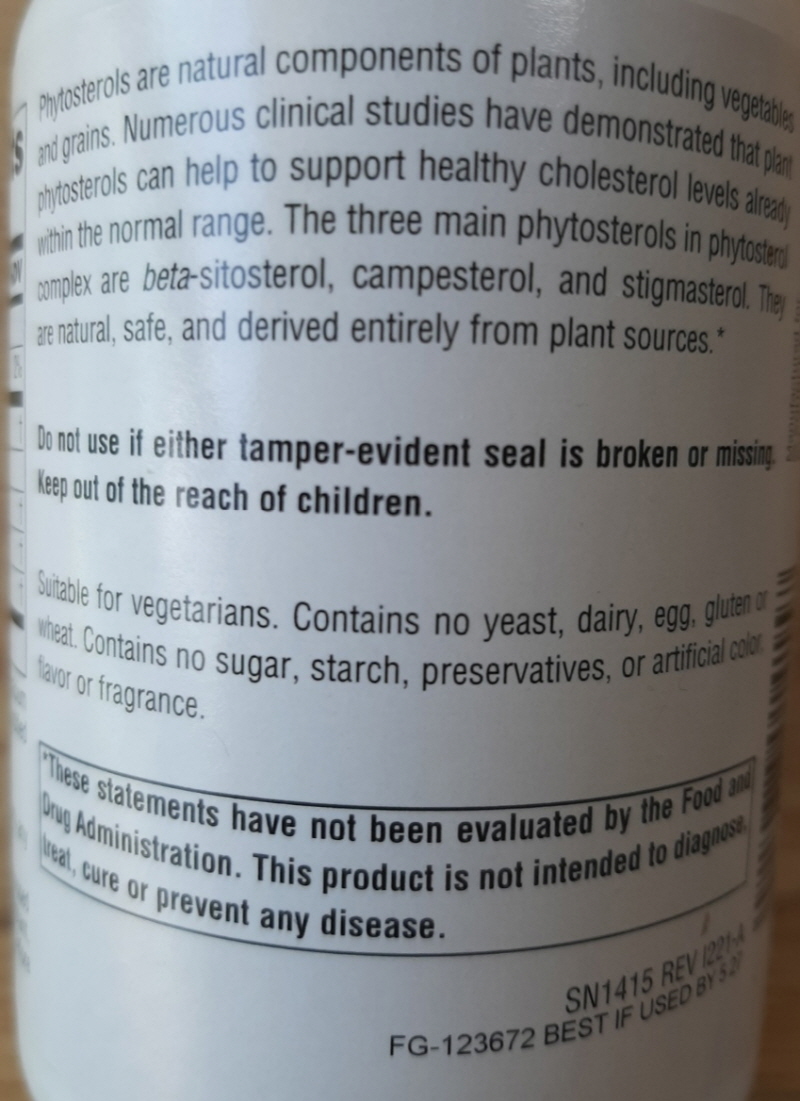 Phytosterols are natural components of plants, including vegetables
and grains. Numerous clinical studies have demonstrated that plant
phytosterols can help to support healthy cholesterol levels already
within the normal range. The three main phytosterols in phytosterol
complex are beta-sitosterol, campesterol, and stigmasterol. They
are natural, safe, and derived entirely from plant sources.*
Do not use if either tamper-evident seal is broken or missing.
Keep out of the reach of children.
Suitable for vegetarians. Contains no yeast, dairy, egg, gluten or
wheat. Contains no sugar, starch, preservatives, or artificial color,
flavor or fragrance.
*These statements have not been evaluated by the Food and
Drug Administration. This product is not intended to diagnose,
treat, cure or prevent any disease.
SN1415 REV I221-A
FG-123672 BEST IF USED BY 5 27